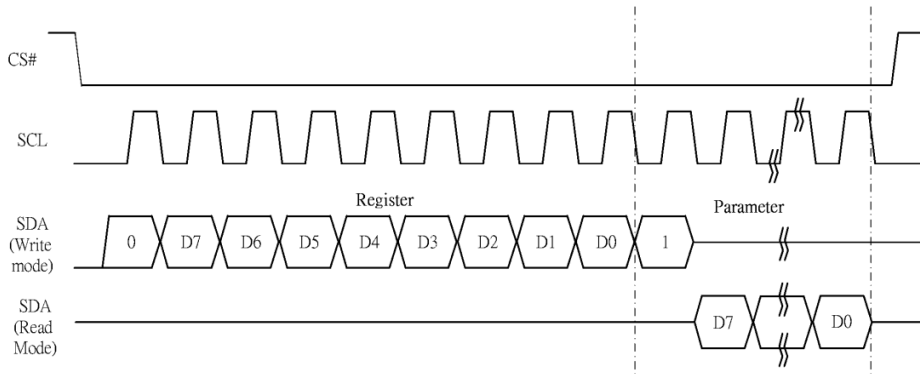 CS#
SCL
Register
Parameter
SDA
(Write
mode)
0 D7 D6 D5 D4 D3 D2 D1 D0 1
SDA
(Read
Mode)
D7 D0